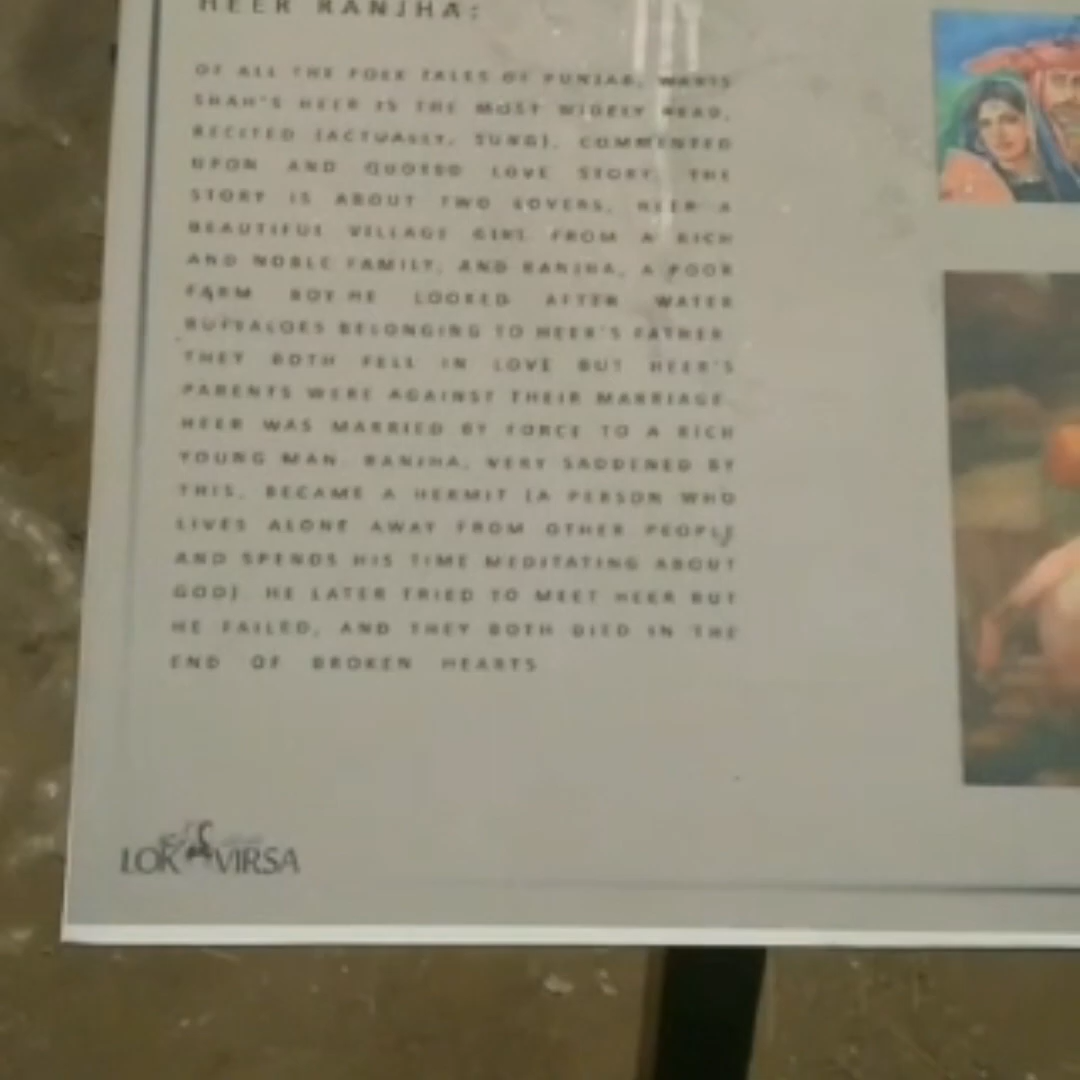 HEER RANJHA:
OF ALL THE FOLK TALES OF PUNJAB, WARIS
SHAH'S HEER IS THE MOST WIDELY READ,
RECITED (ACTUALLY, SUNG), COMMENTED
UPON AND QUOTED LOVE STORY. THE
STORY IS ABOUT TWO LOVERS, HEER A
BEAUTIFUL VILLAGE GIRL FROM A RICH
AND NOBLE FAMILY, AND RANJHA, A POOR
FARM BOY.HE LOOKED AFTER WATER
BUFFALOES BELONGING TO HEER'S FATHER.
THEY BOTH FELL IN LOVE BUT HEER'S
PARENTS WERE AGAINST THEIR MARRIAGE.
HEER WAS MARRIED BY FORCE TO A RICH
YOUNG MAN. RANJHA, VERY SADDENED BY
THIS, BECAME A HERMIT (A PERSON WHO
LIVES ALONE AWAY FROM OTHER PEOPLE
AND SPENDS HIS TIME MEDITATING ABOUT
GOD). HE LATER TRIED TO MEET HEER BUT
HE FAILED, AND THEY BOTH DIED IN THE
END OF BROKEN HEARTS
LOK VIRSA